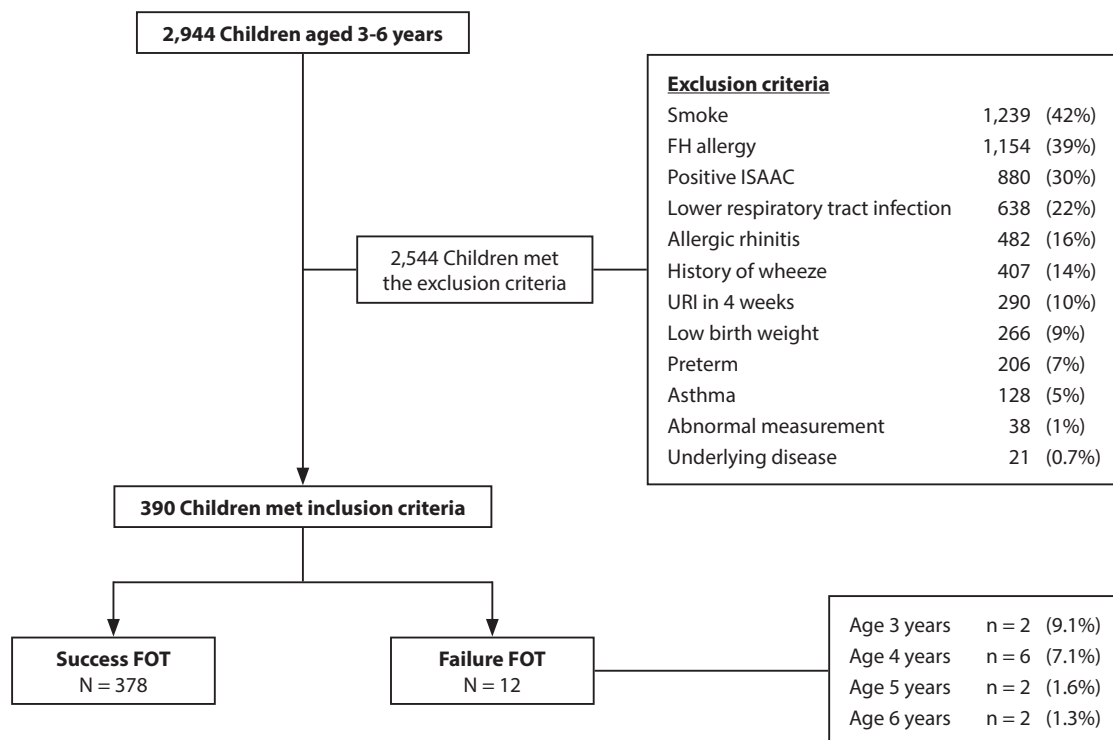 2,944 Children aged 3-6 years
Exclusion criteria
Smoke 1,239 (42%)
FH allergy 1,154 (39%)
Positive ISAAC 880 (30%)
Lower respiratory tract infection 638 (22%)
Allergic rhinitis 482 (16%)
History of wheeze 407 (14%)
URI in 4 weeks 290 (10%)
Low birth weight 266 (9%)
Preterm 206 (7%)
Asthma 128 (5%)
Abnormal measurement 38 (1%)
Underlying disease 21 (0.7%)
2,544 Children met
the exclusion criteria
390 Children met inclusion criteria
Success FOT
N = 378
Failure FOT
N = 12
Age 3 years n = 2 (9.1%)
Age 4 years n = 6 (7.1%)
Age 5 years n = 2 (1.6%)
Age 6 years n = 2 (1.3%)